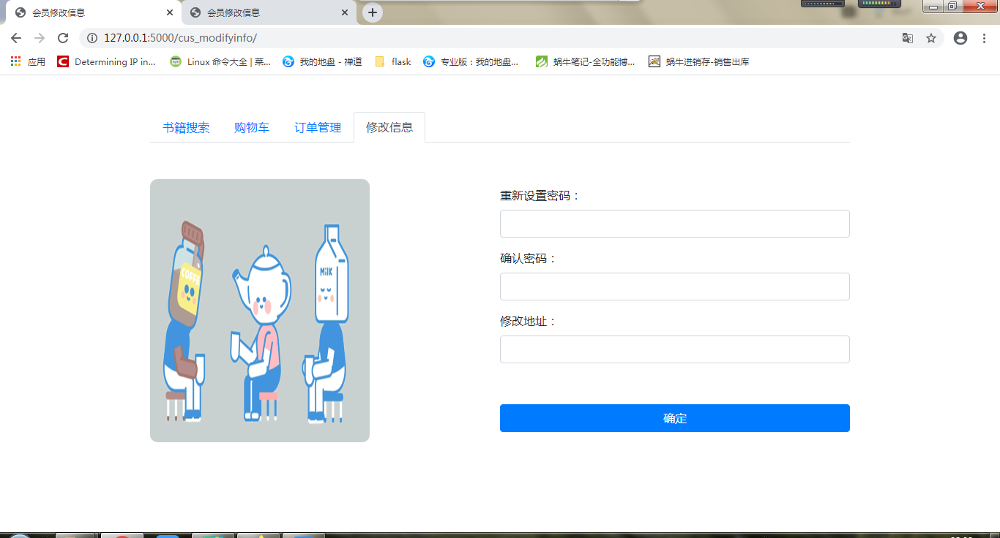 会员修改信息 会员修改信息
127.0.0.1:5000/cus_modifyinfo/
应用 Determining IP in... Linux 命令大全 | 菜... 我的地盘 - 禅道 flask 专业版：我的地盘... 蜗牛笔记-全功能博... 蜗牛进销存-销售出库
书籍搜索 购物车 订单管理 修改信息
重新设置密码：
确认密码：
修改地址：
确定
COFFE
MilK